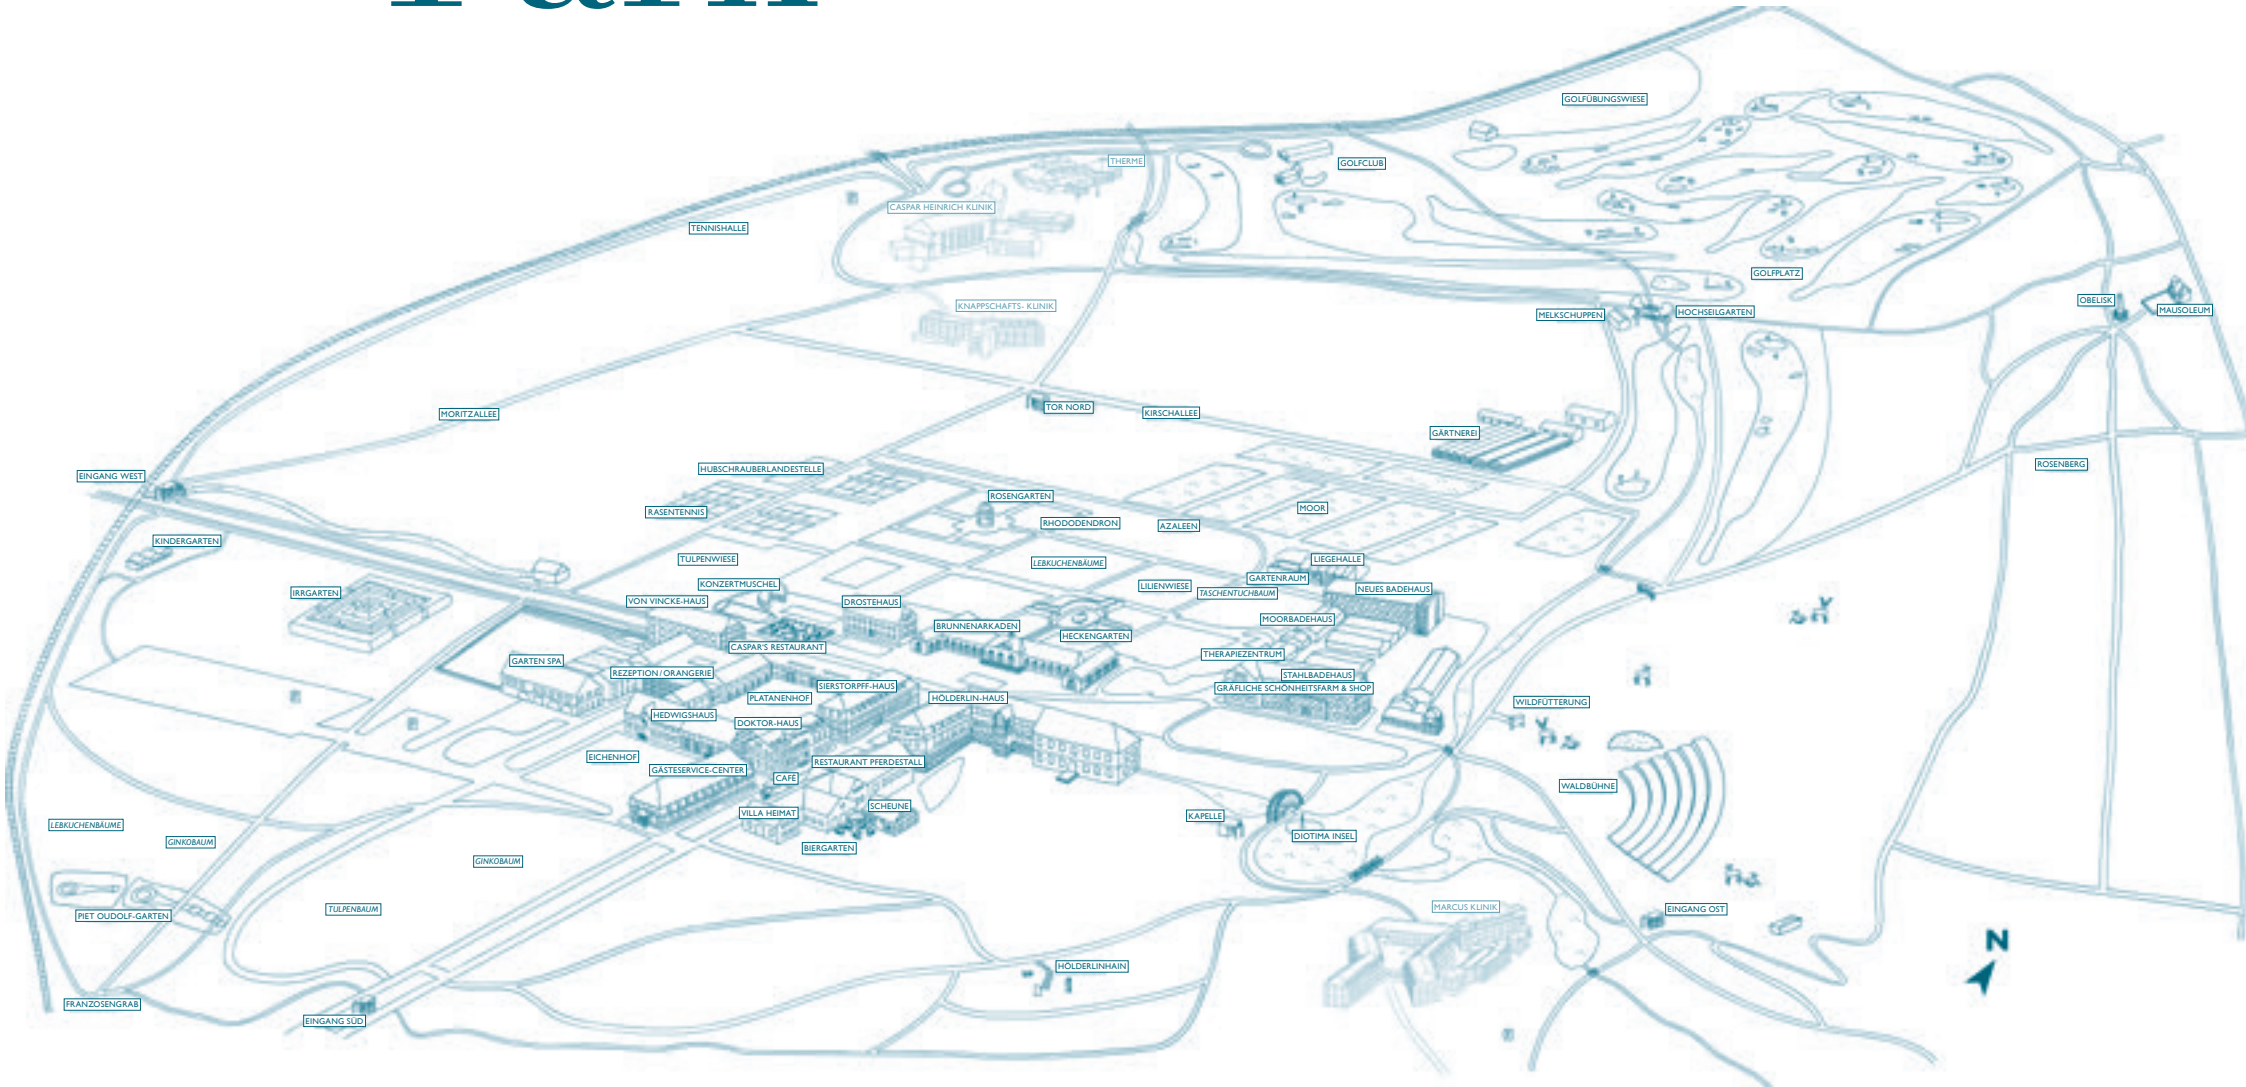 GOLFÜBUNGSWIESE
THERME
GOLFCLUB
CASPAR HEINRICH KLINIK
TENNISHALLE
GOLFPLATZ
OBELISK
KNAPPSCHAFTS- KLINIK
MAUSOLEUM
HOCHSEILGARTEN
MELKSCHUPPEN
TOR NORD
KIRSCHALLEE
MORITZALLEE
GÄRTNEREI
ROSENBERG
HUBSCHRAUBERLANDESTELLE
EINGANG WEST
ROSENGARTEN
MOOR
RASENTENNIS
RHODODENDRON
AZALEEN
KINDERGARTEN
TULPENWIESE
LIEGEHALLE
LEBKUCHENBÄUME
GARTENRAUM
KONZERTMUSCHEL
LILIENWIESE
NEUES BADEHAUS
IRRGARTEN
TASCHENTUCHBAUM
VON VINCKE-HAUS
DROSTEHAUS
MOORBADEHAUS
BRUNNENARKADEN
HECKENGARTEN
CASPAR'S RESTAURANT
THERAPIEZENTRUM
GARTEN SPA
REZEPTION/ORANGERIE
STAHLBADEHAUS
SIERSTORPFF-HAUS
GRÄFLICHE SCHÖNHEITSFARM & SHOP
PLATANENHOF
HÖLDERLIN-HAUS
WILDFÜTTERUNG
HEDWIGSHAUS
DOKTOR-HAUS
EICHENHOF
RESTAURANT PFERDESTALL
GÄSTESERVICE-CENTER
CAFÉ
WALDBÜHNE
SCHEUNE
VILLA HEIMAT
KAPELLE
LEBKUCHENBÄUME
DIOTIMA INSEL
GINKOBAUM
BIERGARTEN
GINKOBAUM
MARCUS KLINIK
TULPENBAUM
EINGANG OST
PIET OUDOLF-GARTEN
N
HÖLDERLINHAIN
FRANZOSENGRAB
EINGANG SÜD